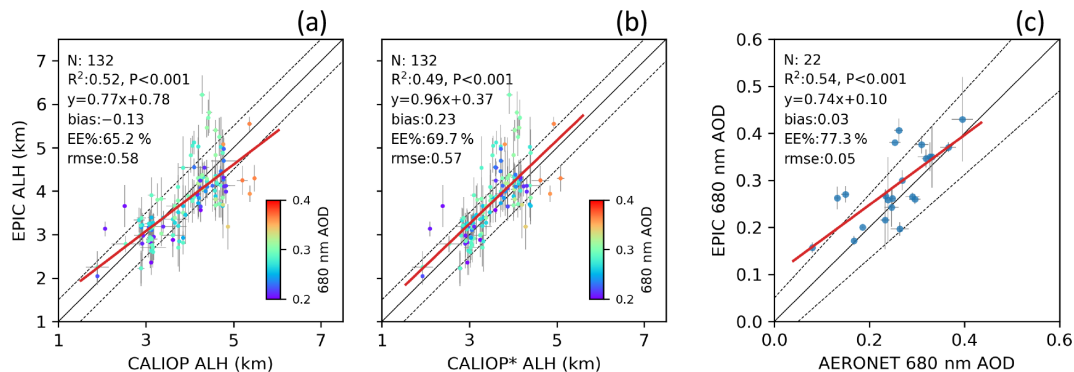 (a)
N: 132
R²:0.52, P<0.001
y=0.77x+0.78
bias:−0.13
EE%:65.2 %
rmse:0.58
EPIC ALH (km)
7
6
5
4
3
2
1
1 3 5 7
CALIOP ALH (km)
0.4
0.3
0.2
680 nm AOD
(b)
N: 132
R²:0.49, P<0.001
y=0.96x+0.37
bias:0.23
EE%:69.7 %
rmse:0.57
1 3 5 7
CALIOP* ALH (km)
0.4
0.3
0.2
680 nm AOD
(c)
N: 22
R²:0.54, P<0.001
y=0.74x+0.10
bias:0.03
EE%:77.3 %
rmse:0.05
EPIC 680 nm AOD
0.6
0.5
0.4
0.3
0.2
0.1
0.0
0.0 0.2 0.4 0.6
AERONET 680 nm AOD